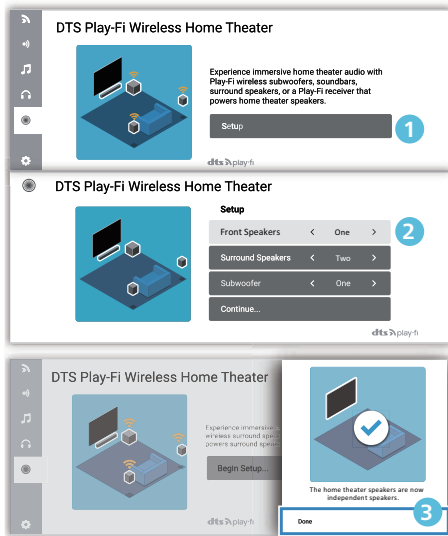 DTS Play-Fi Wireless Home Theater
Experience immersive home theater audio with
Play-Fi wireless subwoofers, soundbars,
surround speakers, or a Play-Fi receiver that
powers home theater speakers.
Setup
1
dts play-fi
DTS Play-Fi Wireless Home Theater
Setup
Front Speakers < One >
2
Surround Speakers < Two >
Subwoofer < One >
Continue...
dts play-fi
DTS Play-Fi Wireless Home Theater
Experience immersive
wireless surround
powers surround
Begin Setup...
dts play-fi
The home theater speakers are now
independent speakers.
3
Done